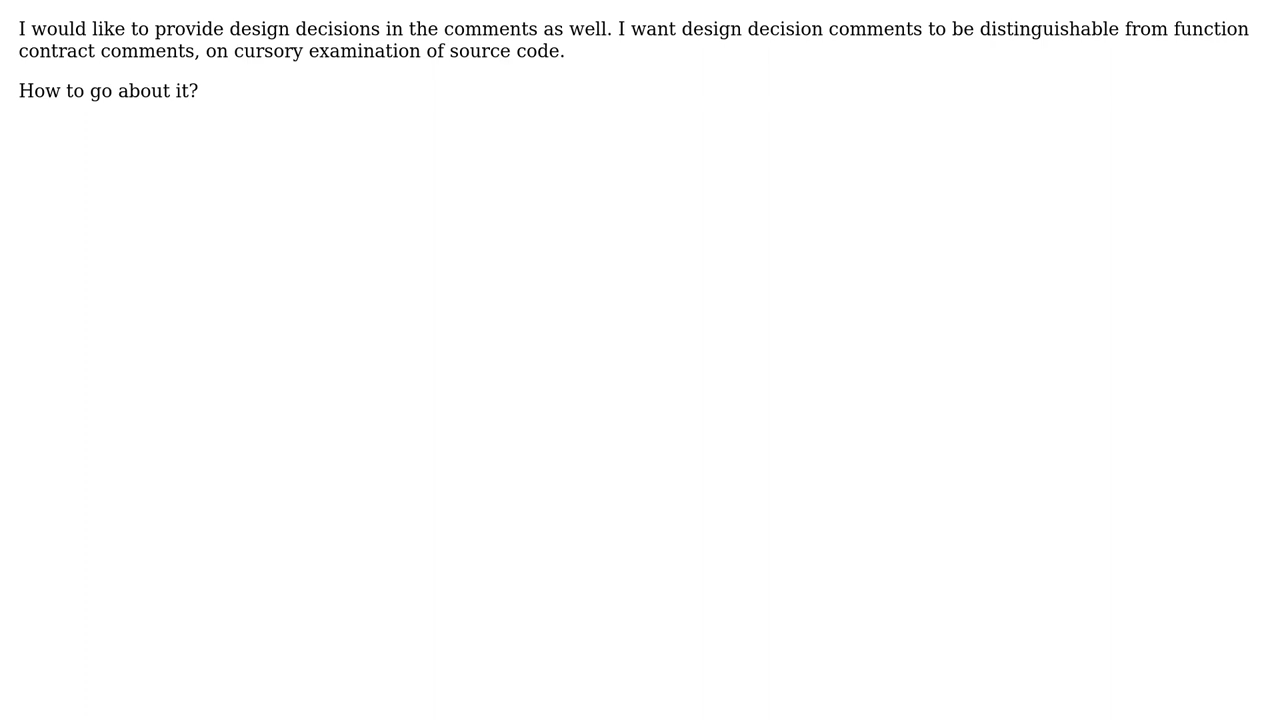 I would like to provide design decisions in the comments as well. I want design decision comments to be distinguishable from function
contract comments, on cursory examination of source code.
How to go about it?